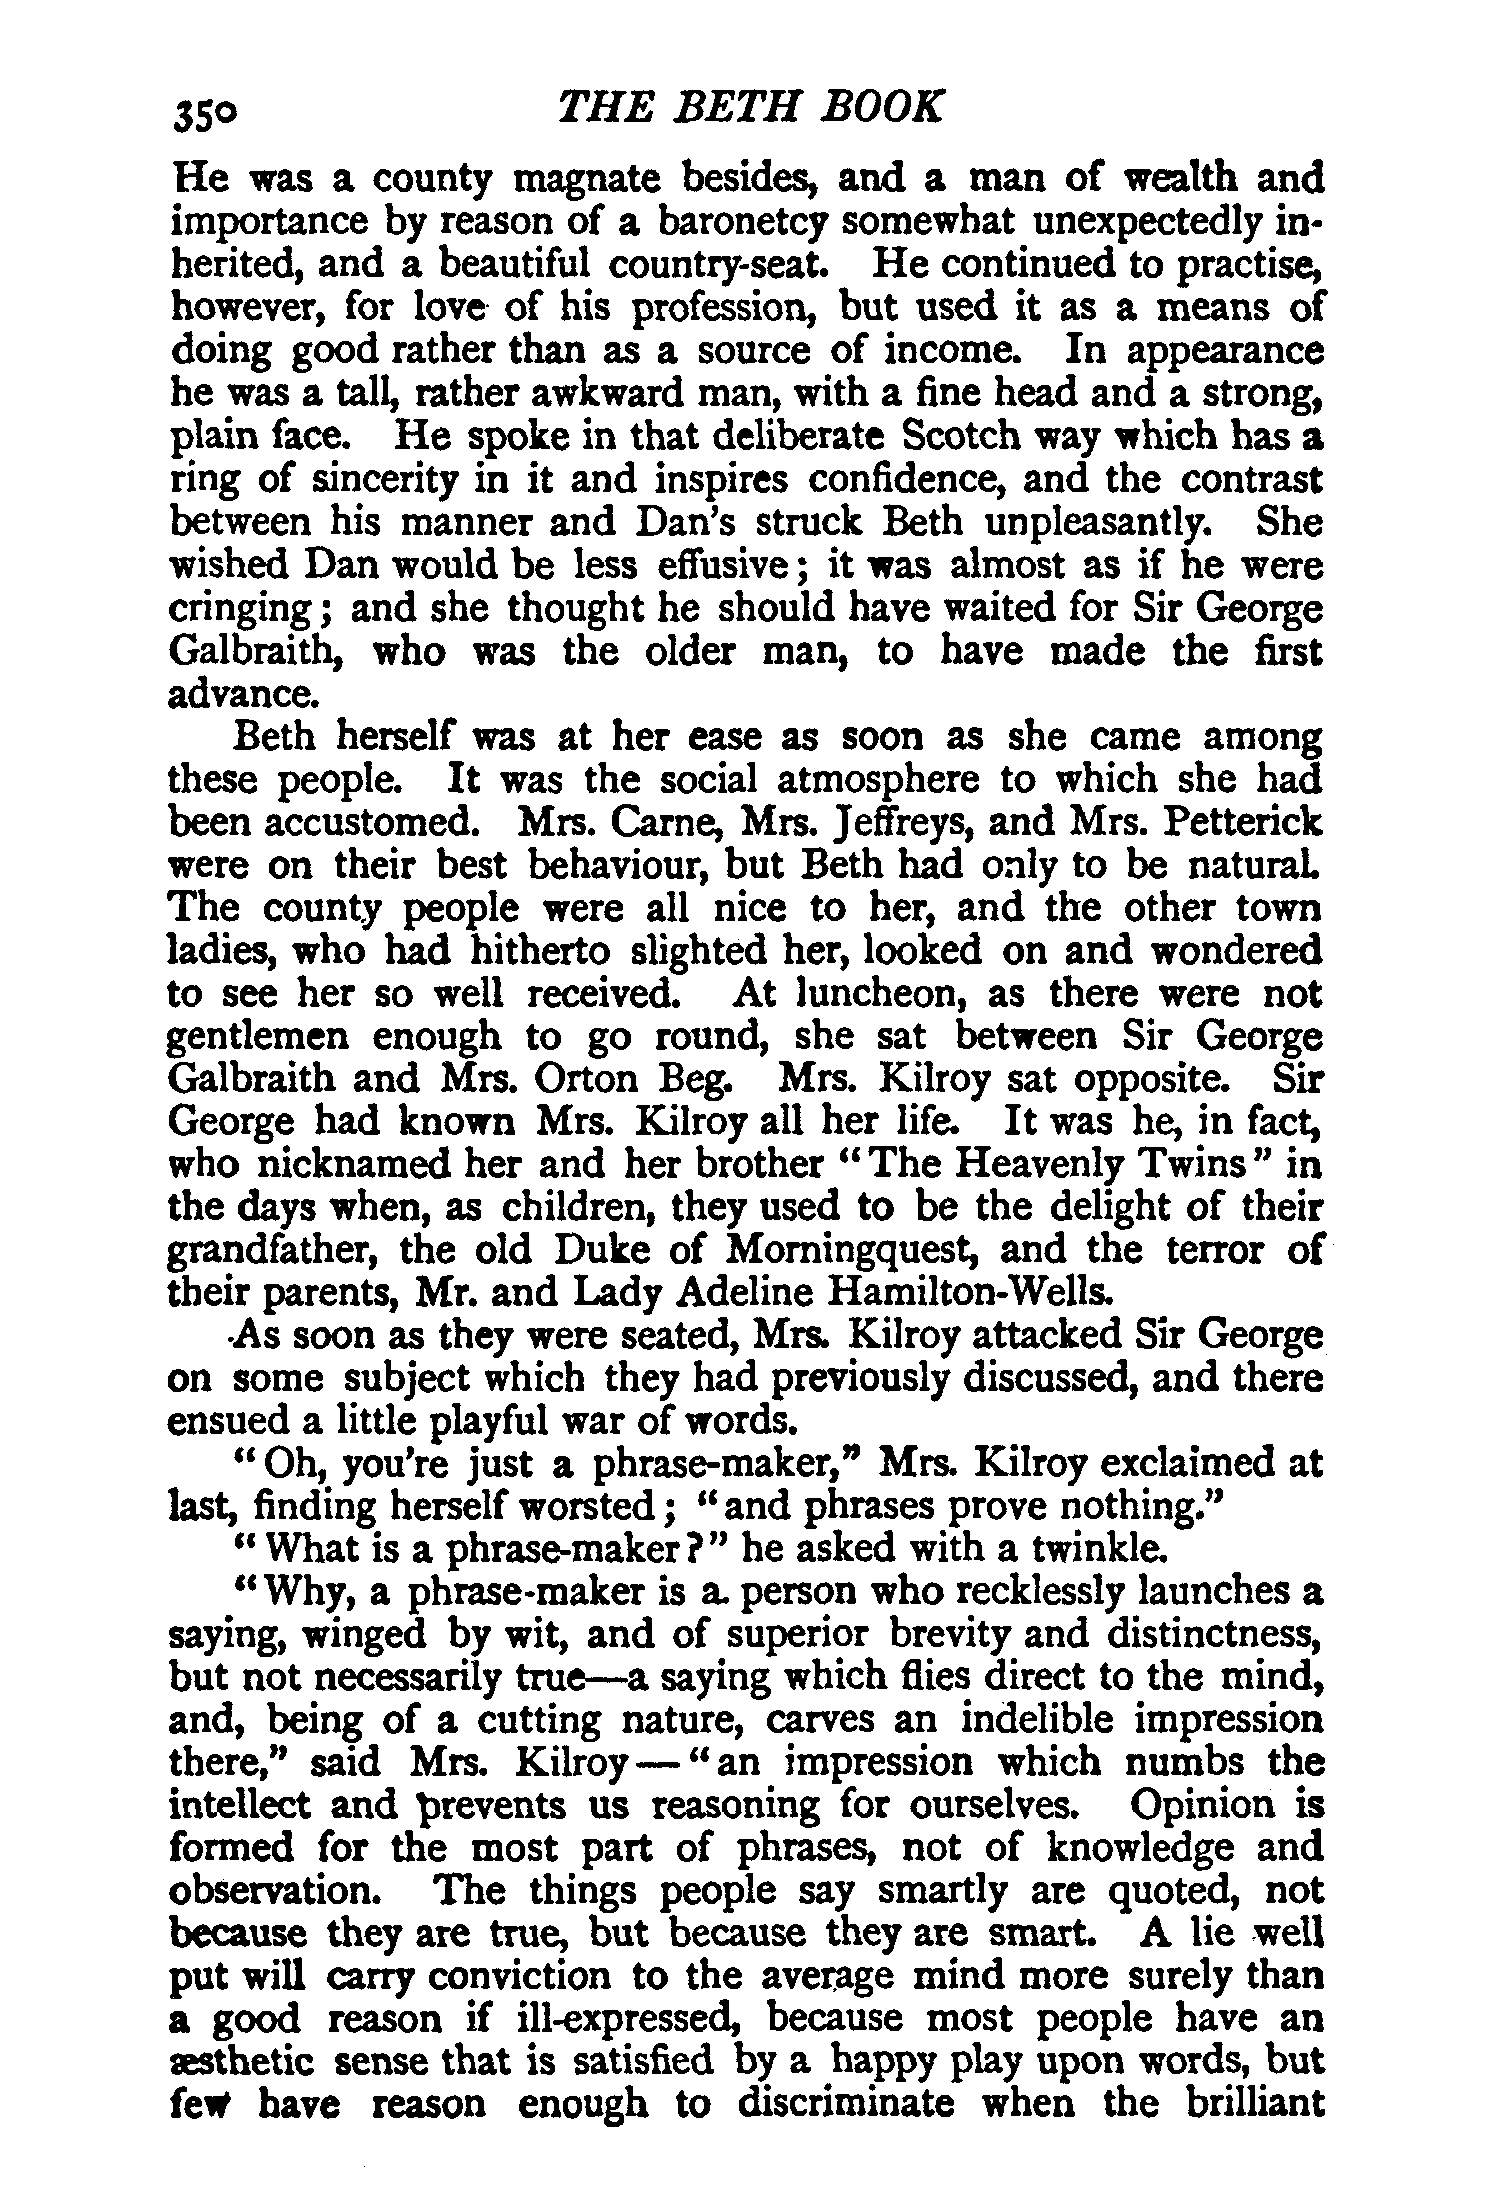 350 THE BETH BOOK
He was a county magnate besides, and a man of wealth and
importance by reason of a baronetcy somewhat unexpectedly in-
herited, and a beautiful country-seat. He continued to practise,
however, for love of his profession, but used it as a means of
doing good rather than as a source of income. In appearance
he was a tall, rather awkward man, with a fine head and a strong,
plain face. He spoke in that deliberate Scotch way which has a
ring of sincerity in it and inspires confidence, and the contrast
between his manner and Dan's struck Beth unpleasantly. She
wished Dan would be less effusive; it was almost as if he were
cringing; and she thought he should have waited for Sir George
Galbraith, who was the older man, to have made the first
advance.
Beth herself was at her ease as soon as she came among
these people. It was the social atmosphere to which she had
been accustomed. Mrs. Carne, Mrs. Jeffreys, and Mrs. Petterick
were on their best behaviour, but Beth had only to be natural.
The county people were all nice to her, and the other town
ladies, who had hitherto slighted her, looked on and wondered
to see her so well received. At luncheon, as there were not
gentlemen enough to go round, she sat between Sir George
Galbraith and Mrs. Orton Beg. Mrs. Kilroy sat opposite. Sir
George had known Mrs. Kilroy all her life. It was he, in fact,
who nicknamed her and her brother "The Heavenly Twins" in
the days when, as children, they used to be the delight of their
grandfather, the old Duke of Morningquest, and the terror of
their parents, Mr. and Lady Adeline Hamilton-Wells.
As soon as they were seated, Mrs. Kilroy attacked Sir George
on some subject which they had previously discussed, and there
ensued a little playful war of words.
"Oh, you're just a phrase-maker," Mrs. Kilroy exclaimed at
last, finding herself worsted; "and phrases prove nothing."
"What is a phrase-maker?" he asked with a twinkle.
"Why, a phrase-maker is a person who recklessly launches a
saying, winged by wit, and of superior brevity and distinctness,
but not necessarily true—a saying which flies direct to the mind,
and, being of a cutting nature, carves an indelible impression
there," said Mrs. Kilroy—"an impression which numbs the
intellect and prevents us reasoning for ourselves. Opinion is
formed for the most part of phrases, not of knowledge and
observation. The things people say smartly are quoted, not
because they are true, but because they are smart. A lie well
put will carry conviction to the average mind more surely than
a good reason if ill-expressed, because most people have an
æsthetic sense that is satisfied by a happy play upon words, but
few have reason enough to discriminate when the brilliant